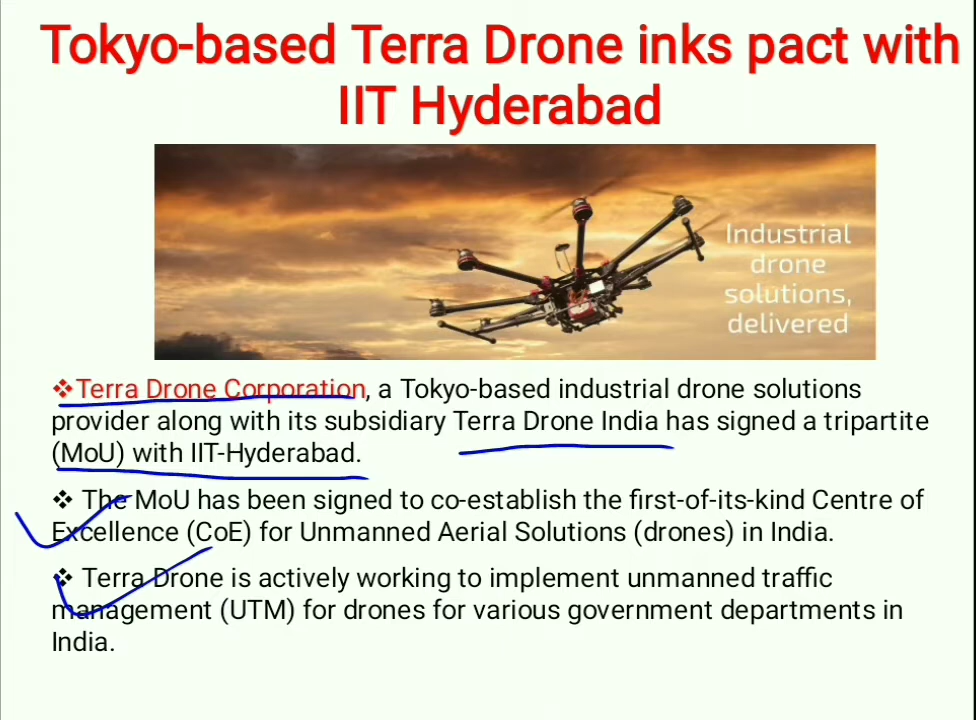 Tokyo-based Terra Drone inks pact with
IIT Hyderabad
Industrial
drone
solutions,
delivered
❖Terra Drone Corporation, a Tokyo-based industrial drone solutions
provider along with its subsidiary Terra Drone India has signed a tripartite
(MoU) with IIT-Hyderabad.
❖ The MoU has been signed to co-establish the first-of-its-kind Centre of
Excellence (CoE) for Unmanned Aerial Solutions (drones) in India.
❖ Terra Drone is actively working to implement unmanned traffic
management (UTM) for drones for various government departments in
India.